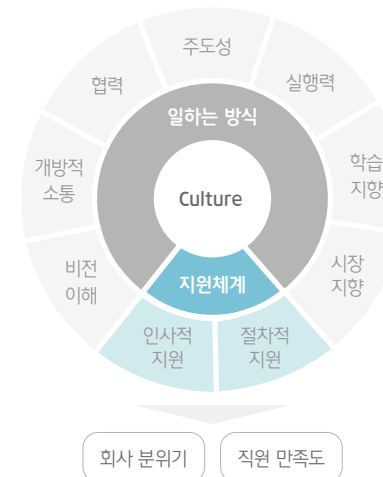 주도성
협력
실행력
일하는 방식
개방적
소통
학습
지향
Culture
비전
이해
시장
지향
지원체계
인사적
지원
절차적
지원
회사 분위기
직원 만족도